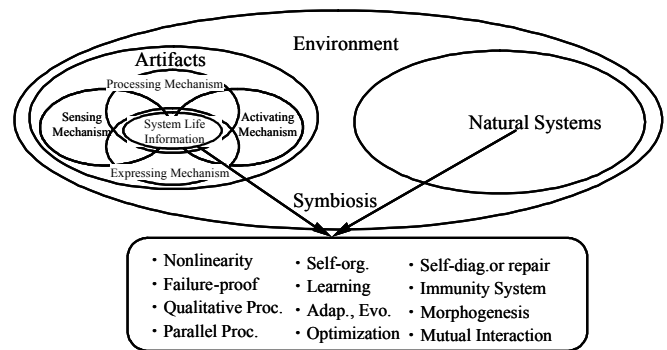 Environment
Artifacts
Processing Mechanism
Sensing
Mechanism
System Life
Information
Activating
Mechanism
Expressing Mechanism
Natural Systems
Symbiosis
・Nonlinearity
・Failure-proof
・Qualitative Proc.
・Parallel Proc.
・Self-org.
・Learning
・Adap., Evo.
・Optimization
・Self-diag.or repair
・Immunity System
・Morphogenesis
・Mutual Interaction